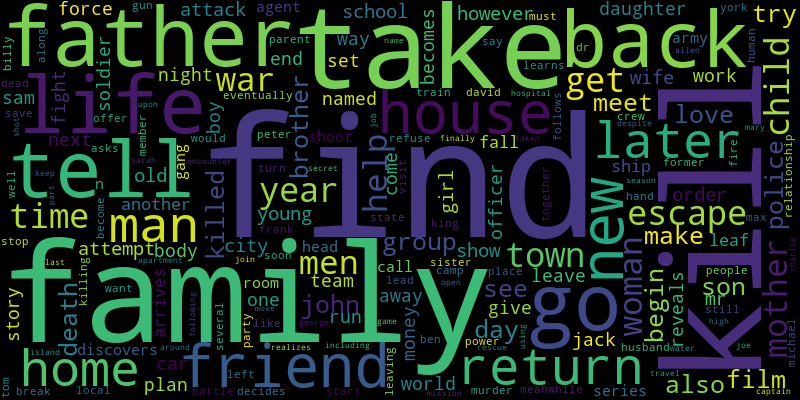 force
gun
attack
agent
school
however
daughter
try
must
york
father
take
back
billy
along
parent
way
becomes
say
army
human
end
name
learns
dr
alien
soldier
night
war
set
get
wife
work
child
life
fight
dead
sam
save
eventually
named
train
david
hospital
meet
crew
despite
mary
house
offer
upon
boy
brother
peter
shoot
job
refuse
finally
taken
follows
love
next
member
would
fall
later
former
fire
shot
asks
gang
help
come
visit
ship
police
relationship
tell
old
sarah
encounter
turn
secret
girl
officer
together
hand
season
well
keep
part
n
year
state
king
new
order
max
time
become
another
man
killed
young
find
escape
stop
attempt
body
city
frank
head
group
show
town
woman
make
leaf
kill
last
killing
join
soon
men
call
camp
place
see
leave
begin
people
son
mother
family
story
death
want
apartment
room
team
lead
sister
open
away
reveals
mr
still
arrives
one
john
run
give
go
high
michael
charlie
island
discovers
following
several
move
like
george
game
money
day
power
using
jack
joe
around
party
realizes
including
ben
rescue
husband
water
home
friend
return
also
film
tom
car
plan
left
leaving
world
travel
break
local
battle
decides
start
mission
murder
meanwhile
series
captain